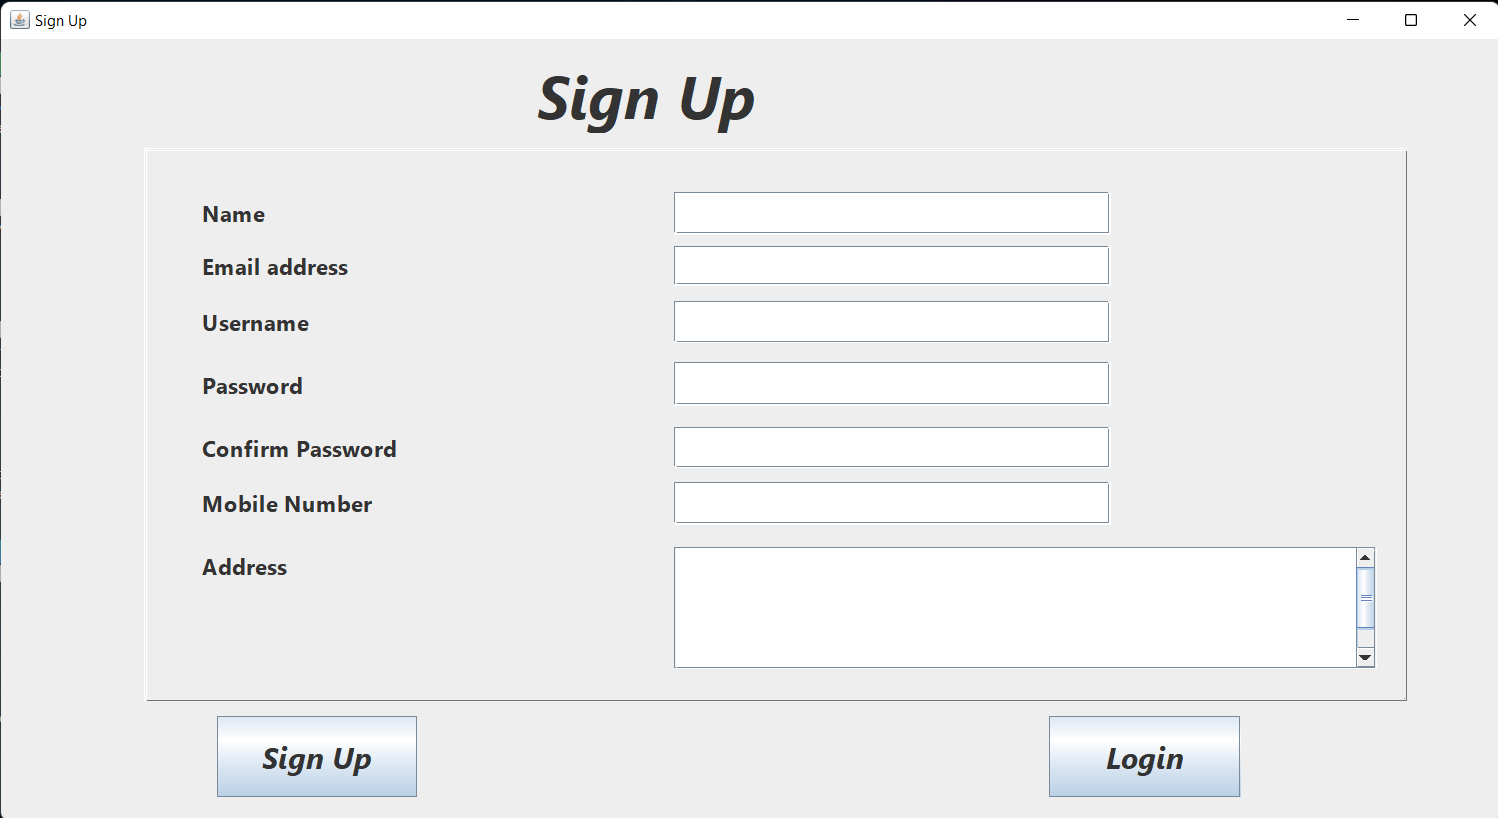 Sign Up
Sign Up
Name
Email address
Username
Password
Confirm Password
Mobile Number
Address
Sign Up
Login